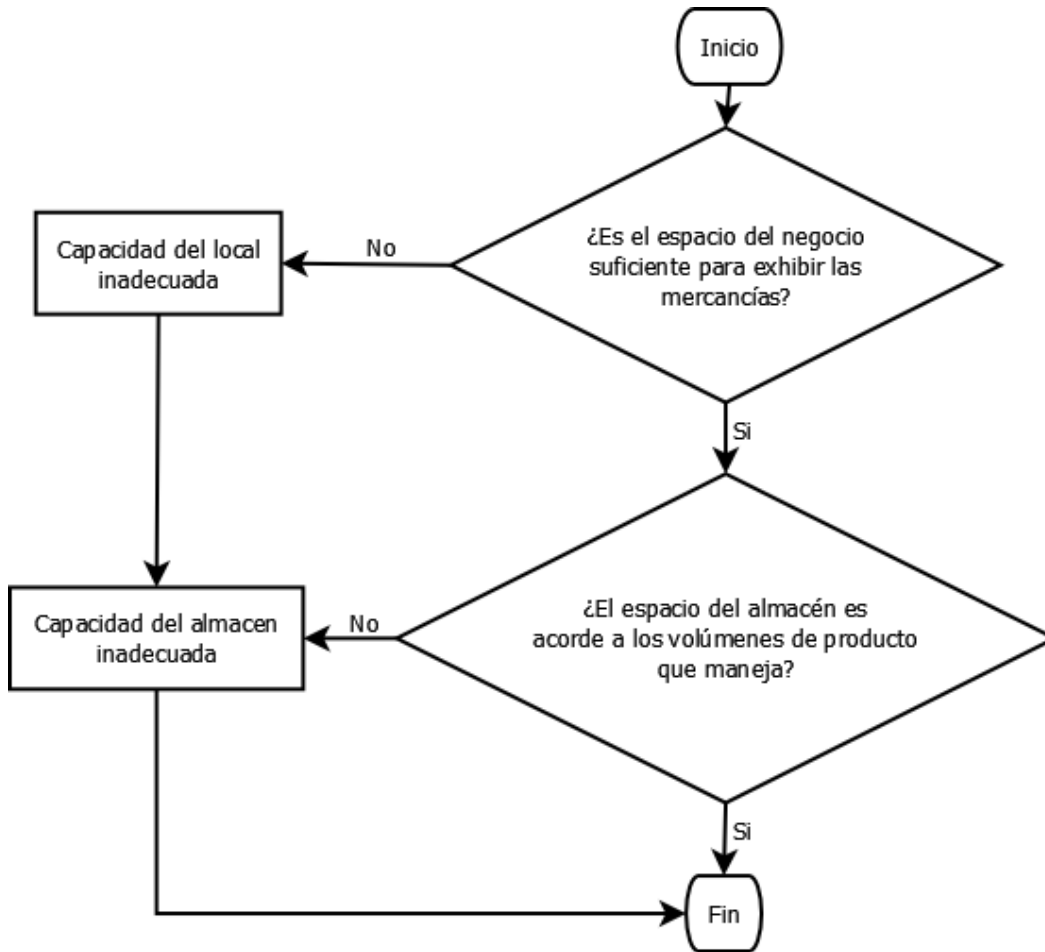 Inicio
¿Es el espacio del negocio
suficiente para exhibir las
mercancías?
No
Capacidad del local
inadecuada
Si
¿El espacio del almacén es
acorde a los volúmenes de producto
que maneja?
No
Capacidad del almacen
inadecuada
Si
Fin